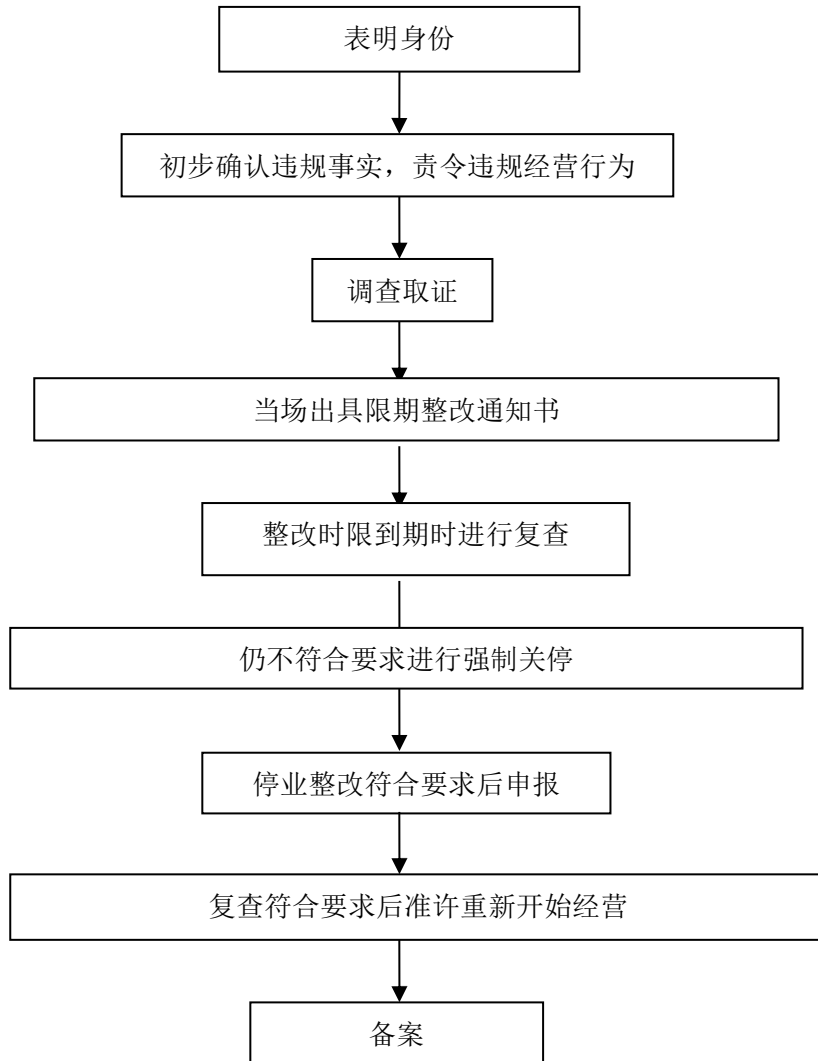 表明身份
初步确认违规事实，责令违规经营行为
调查取证
当场出具限期整改通知书
整改时限到期时进行复查
仍不符合要求进行强制关停
停业整改符合要求后申报
复查符合要求后准许重新开始经营
备案